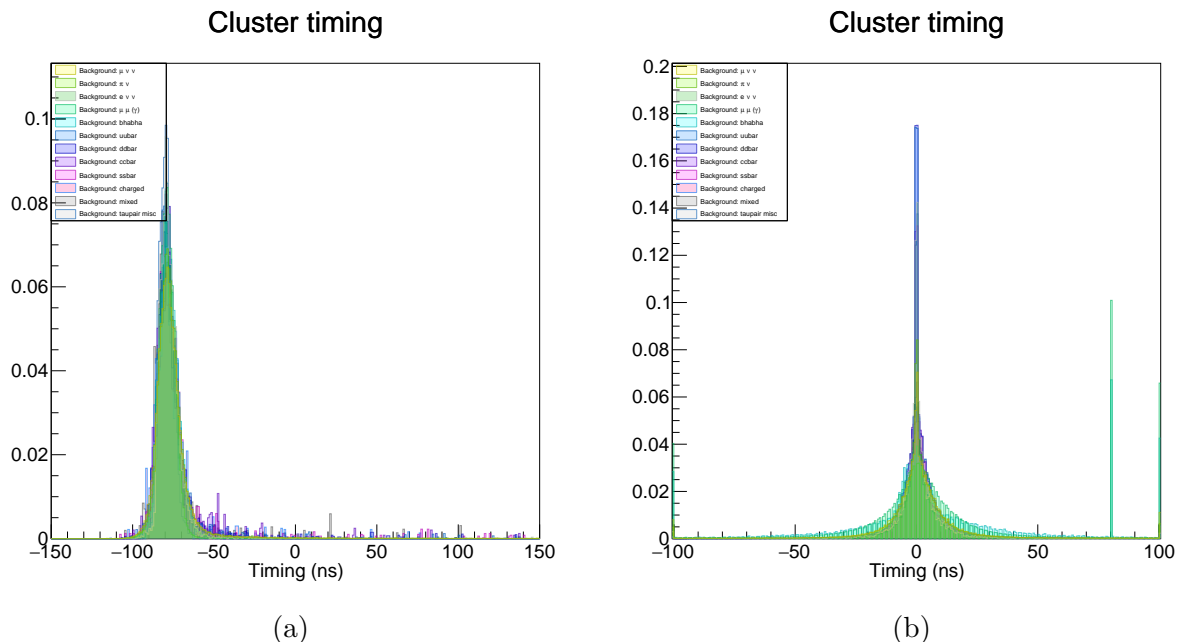 Cluster timing
Background: μ ν ν
Background: π ν
Background: e ν ν
Background: μ μ (γ)
Background: bhabha
Background: uubar
Background: ddbar
Background: ccbar
Background: ssbar
Background: charged
Background: mixed
Background: taupair misc
0.1
0.08
0.06
0.04
0.02
0
−150 −100 −50 0 50 100 150
Timing (ns)
(a)
Cluster timing
Background: μ ν ν
Background: π ν
Background: e ν ν
Background: μ μ (γ)
Background: bhabha
Background: uubar
Background: ddbar
Background: ccbar
Background: ssbar
Background: charged
Background: mixed
Background: taupair misc
0.2
0.18
0.16
0.14
0.12
0.1
0.08
0.06
0.04
0.02
0
−100 −50 0 50 100
Timing (ns)
(b)